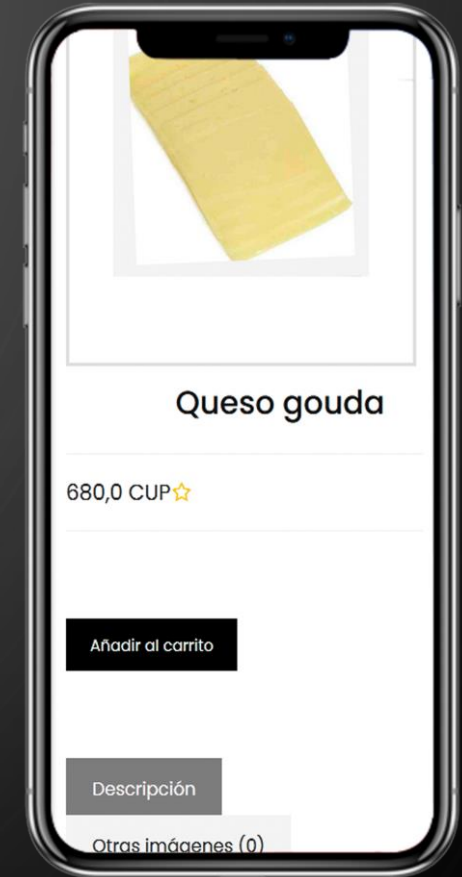 Queso gouda
680,0 CUP
Añadir al carrito
Descripción
Otras imágenes (0)